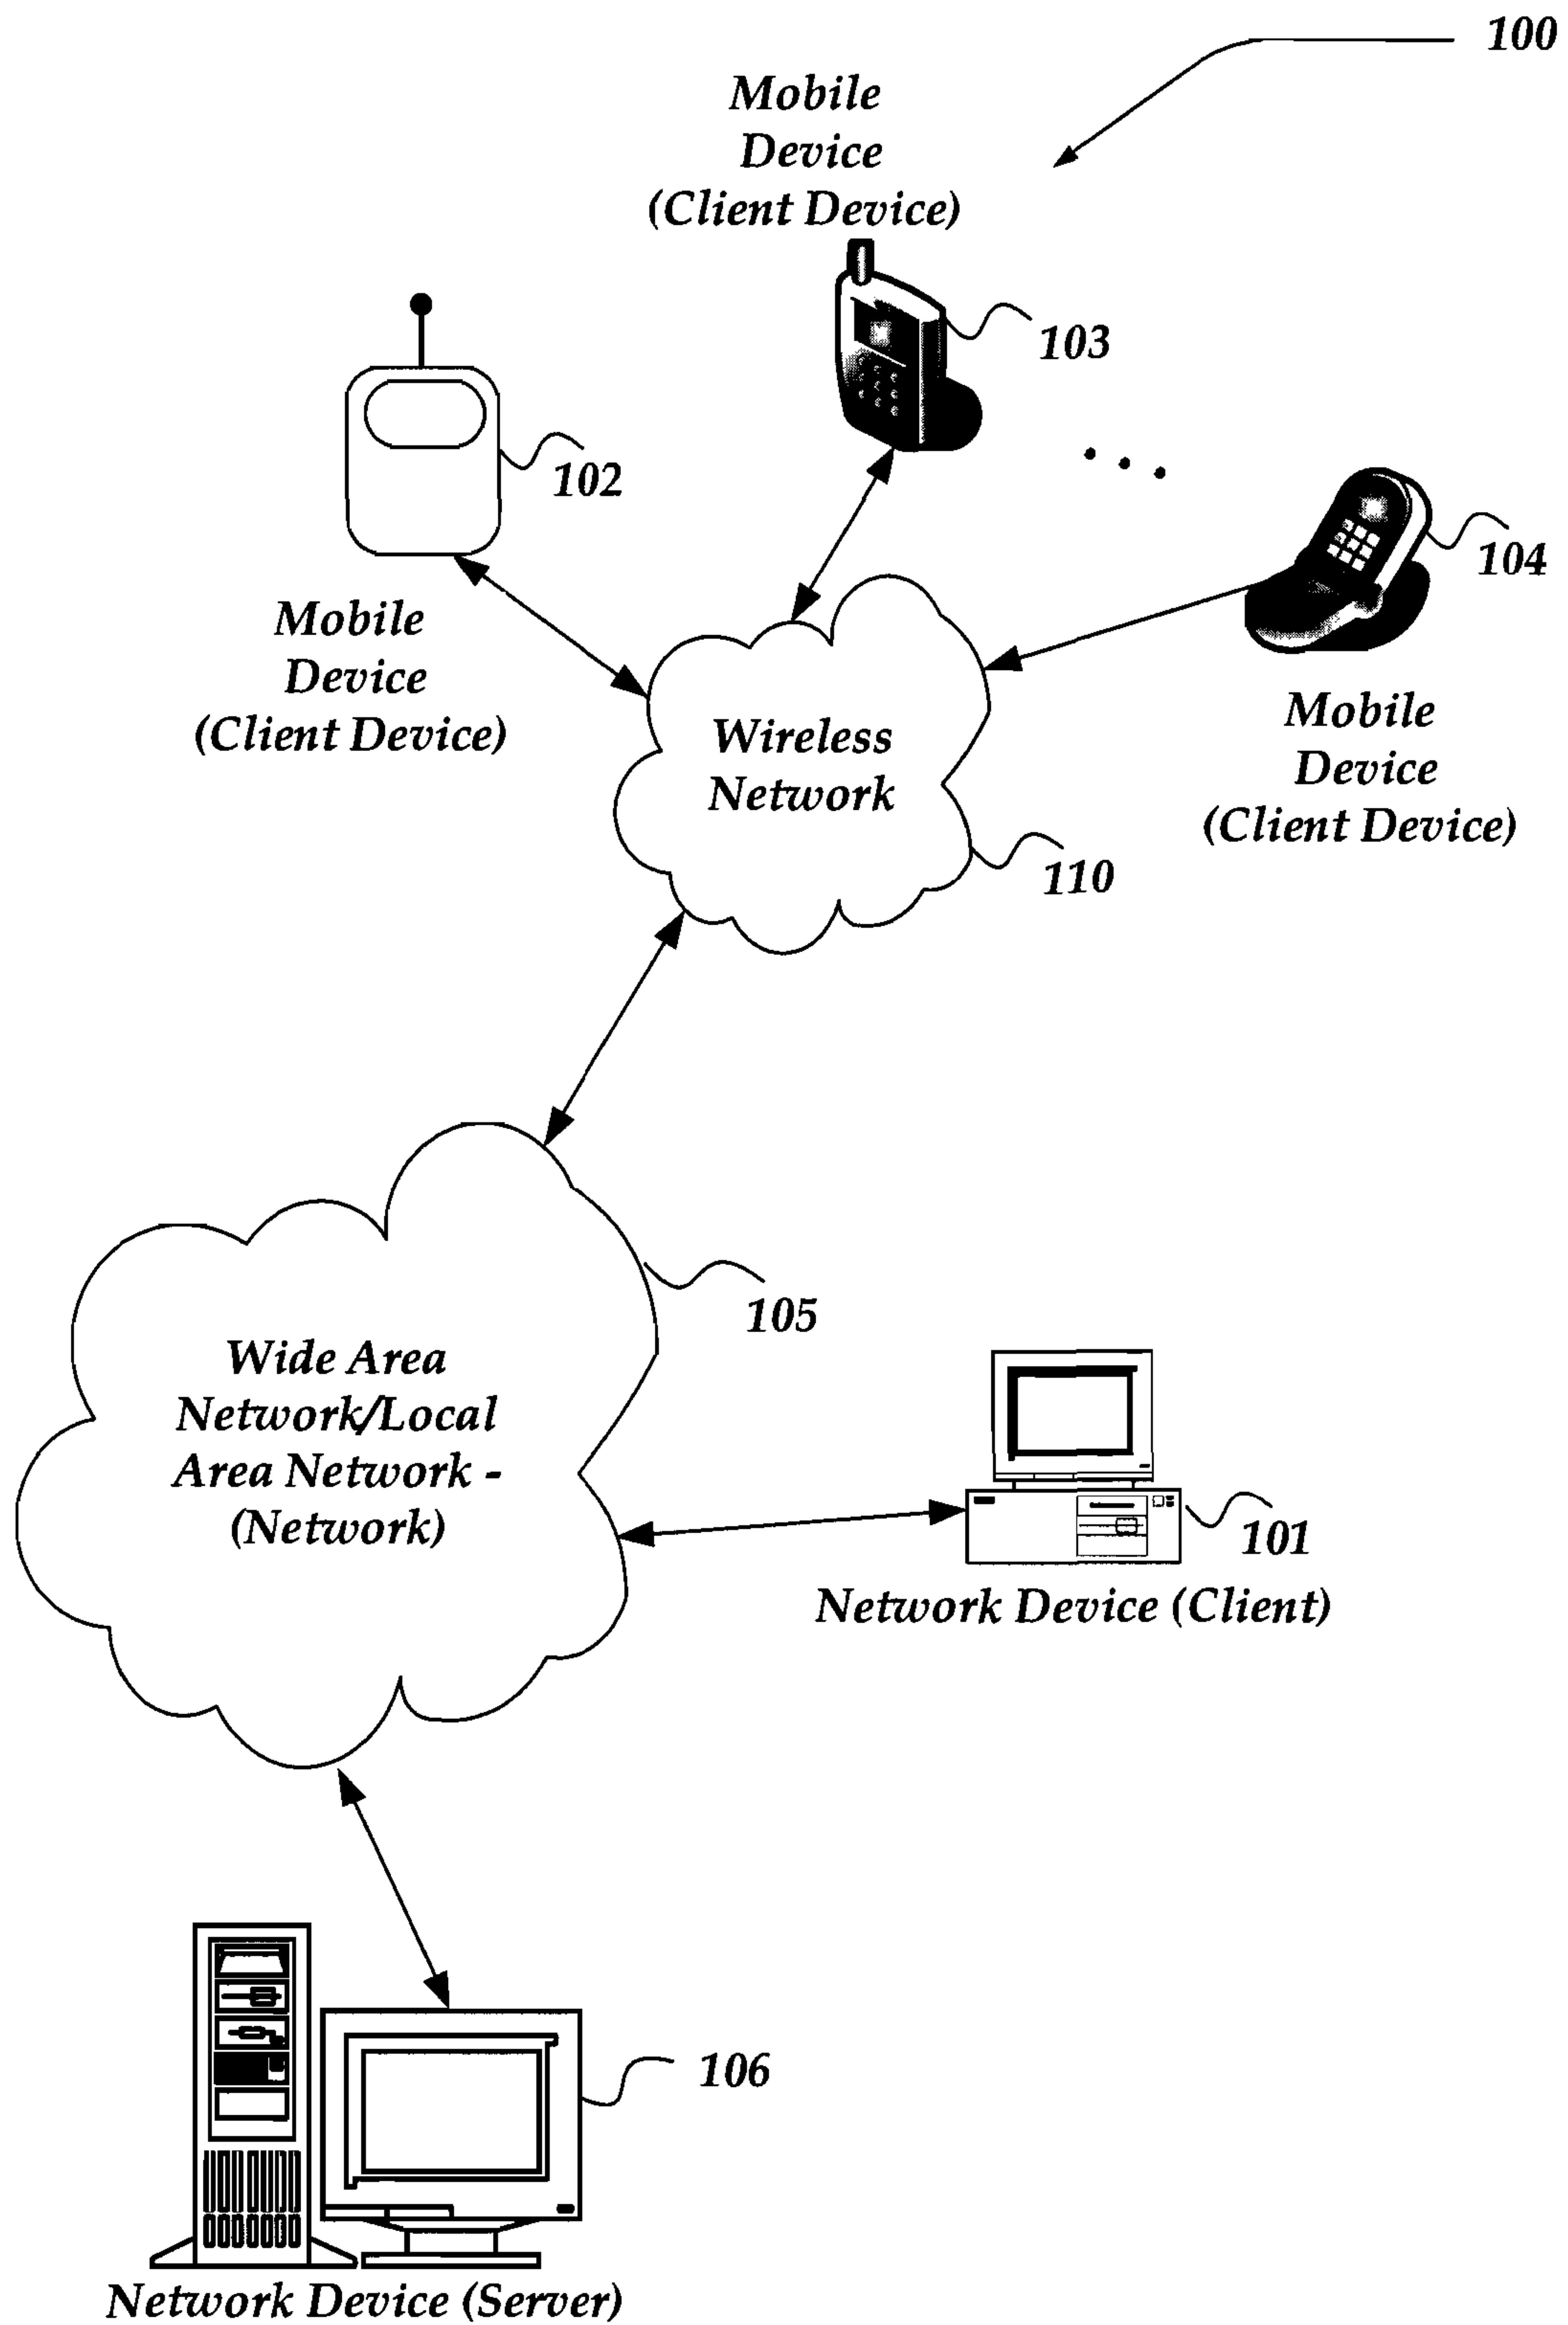 100
Mobile
Device
(Client Device)
103
102
104
Mobile
Device
(Client Device)
Mobile
Device
(Client Device)
Wireless
Network
110
105
Wide Area
Network/Local
Area Network -
(Network)
101
Network Device (Client)
106
Network Device (Server)